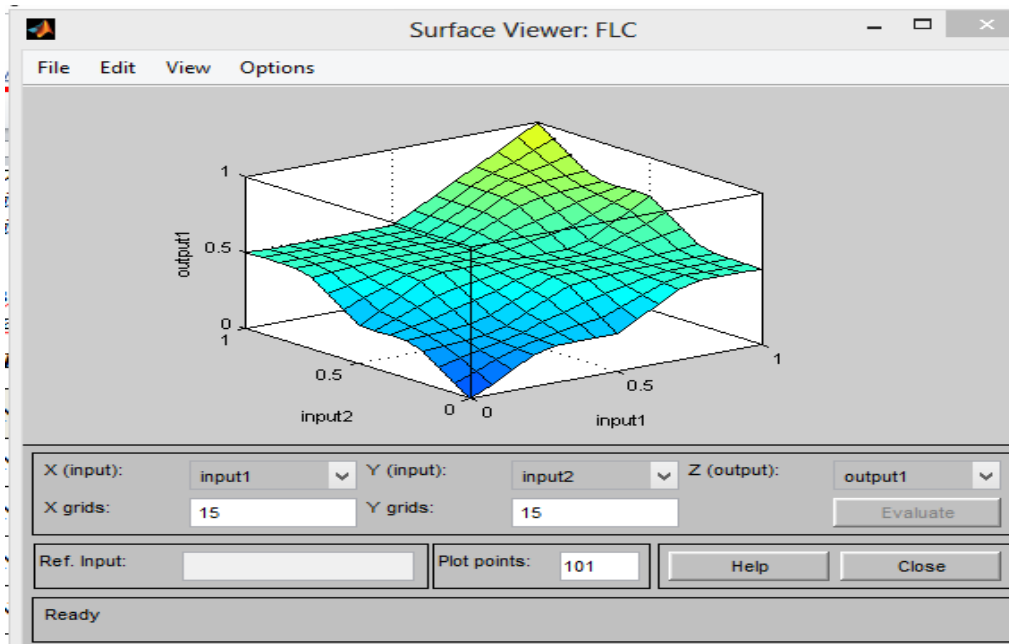 Surface Viewer: FLC
File Edit View Options
1
0.5
0
output1
1
0.5
0
input2
0
0.5
1
input1
X (input): input1 Y (input): input2 Z (output): output1
X grids: 15 Y grids: 15 Evaluate
Ref. Input: Plot points: 101 Help Close
Ready